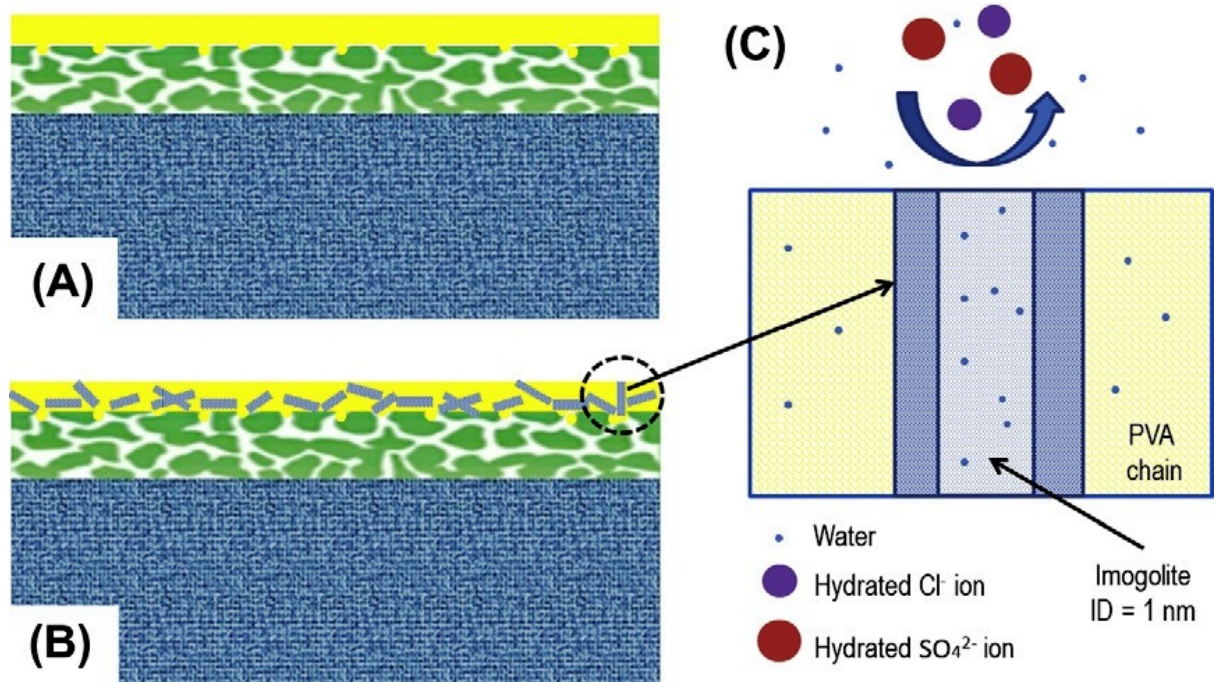 (A)
(B)
(C)
PVA
chain
Water
Hydrated Cl⁻ ion
Hydrated SO₄²⁻ ion
Imogolite
ID = 1 nm